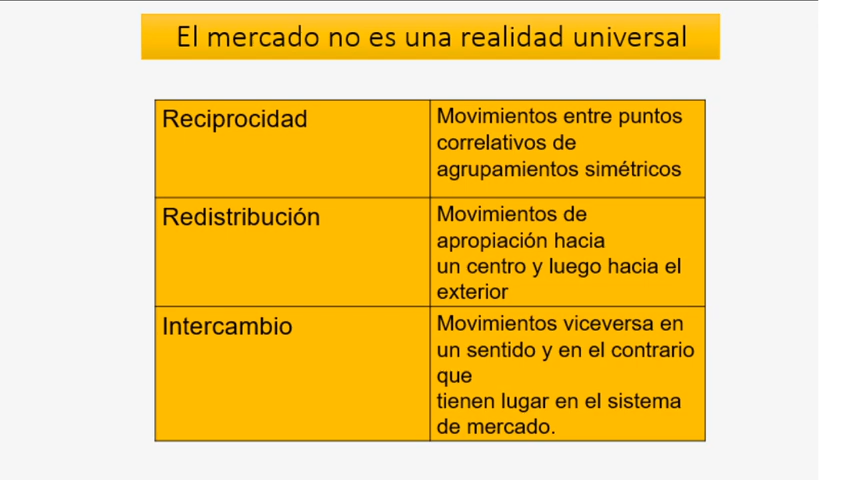 El mercado no es una realidad universal
Reciprocidad
Movimientos entre puntos
correlativos de
agrupamientos simétricos
Redistribución
Movimientos de
apropiación hacia
un centro y luego hacia el
exterior
Intercambio
Movimientos viceversa en
un sentido y en el contrario
que
tienen lugar en el sistema
de mercado.